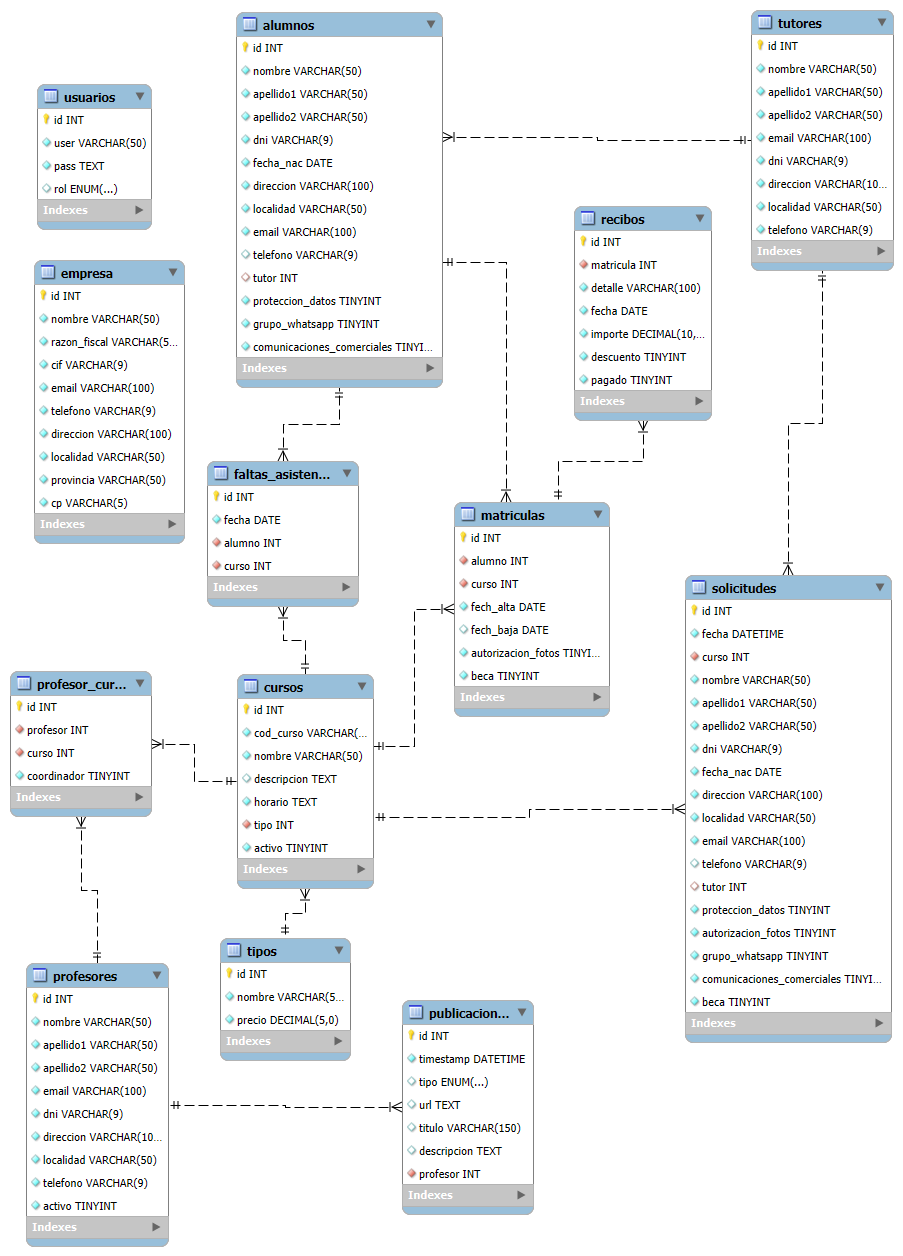 alumnos
id INT
nombre VARCHAR(50)
apellido1 VARCHAR(50)
apellido2 VARCHAR(50)
dni VARCHAR(9)
fecha_nac DATE
direccion VARCHAR(100)
localidad VARCHAR(50)
email VARCHAR(100)
telefono VARCHAR(9)
tutor INT
proteccion_datos TINYINT
grupo_whatsapp TINYINT
comunicaciones_comerciales TINYI...
Indexes
tutores
id INT
nombre VARCHAR(50)
apellido1 VARCHAR(50)
apellido2 VARCHAR(50)
email VARCHAR(100)
dni VARCHAR(9)
direccion VARCHAR(10...
localidad VARCHAR(50)
telefono VARCHAR(9)
Indexes
usuarios
id INT
user VARCHAR(50)
pass TEXT
rol ENUM(...)
Indexes
recibos
id INT
matricula INT
detalle VARCHAR(100)
fecha DATE
importe DECIMAL(10,...
descuento TINYINT
pagado TINYINT
Indexes
empresa
id INT
nombre VARCHAR(50)
razon_fiscal VARCHAR(5...
cif VARCHAR(9)
email VARCHAR(100)
telefono VARCHAR(9)
direccion VARCHAR(100)
localidad VARCHAR(50)
provincia VARCHAR(50)
cp VARCHAR(5)
Indexes
faltas_asisten...
id INT
fecha DATE
alumno INT
curso INT
Indexes
matriculas
id INT
alumno INT
curso INT
fech_alta DATE
fech_baja DATE
autorizacion_fotos TINYI...
beca TINYINT
Indexes
solicitudes
id INT
fecha DATETIME
curso INT
nombre VARCHAR(50)
apellido1 VARCHAR(50)
apellido2 VARCHAR(50)
dni VARCHAR(9)
fecha_nac DATE
direccion VARCHAR(100)
localidad VARCHAR(50)
email VARCHAR(100)
telefono VARCHAR(9)
tutor INT
proteccion_datos TINYINT
autorizacion_fotos TINYINT
grupo_whatsapp TINYINT
comunicaciones_comerciales TINYI...
beca TINYINT
Indexes
profesor_cur...
id INT
profesor INT
curso INT
coordinador TINYINT
Indexes
cursos
id INT
cod_curso VARCHAR(...
nombre VARCHAR(50)
descripcion TEXT
horario TEXT
tipo INT
activo TINYINT
Indexes
tipos
id INT
nombre VARCHAR(5...
precio DECIMAL(5,0)
Indexes
profesores
id INT
nombre VARCHAR(50)
apellido1 VARCHAR(50)
apellido2 VARCHAR(50)
email VARCHAR(100)
dni VARCHAR(9)
direccion VARCHAR(10...
localidad VARCHAR(50)
telefono VARCHAR(9)
activo TINYINT
Indexes
publicacion...
id INT
timestamp DATETIME
tipo ENUM(...)
url TEXT
titulo VARCHAR(150)
descripcion TEXT
profesor INT
Indexes